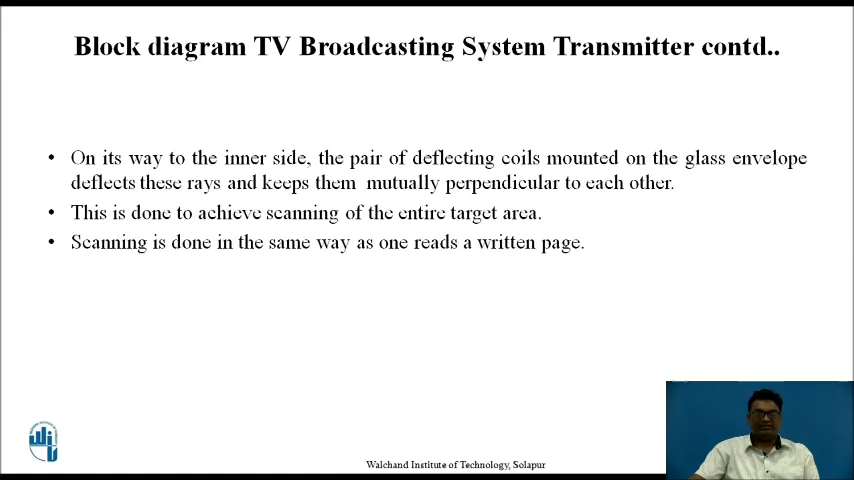 Block diagram TV Broadcasting System Transmitter contd..
• On its way to the inner side, the pair of deflecting coils mounted on the glass envelope
deflects these rays and keeps them mutually perpendicular to each other.
• This is done to achieve scanning of the entire target area.
• Scanning is done in the same way as one reads a written page.
Walchand Institute of Technology, Solapur